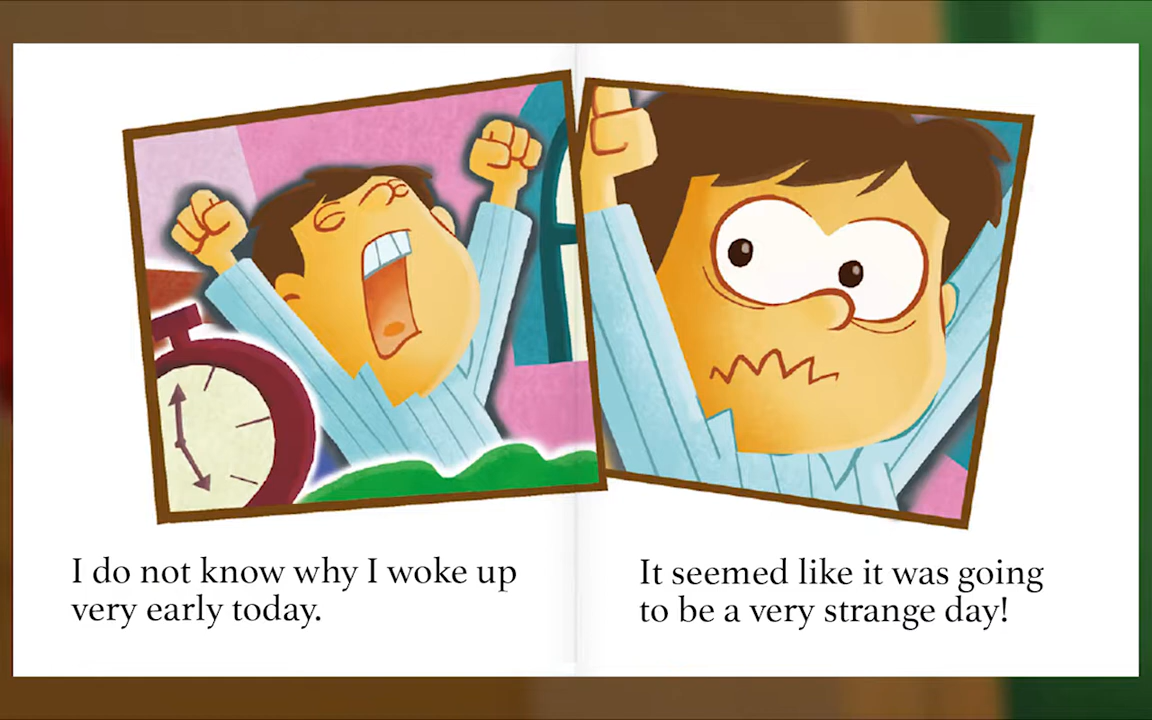 I do not know why I woke up
very early today.
It seemed like it was going
to be a very strange day!